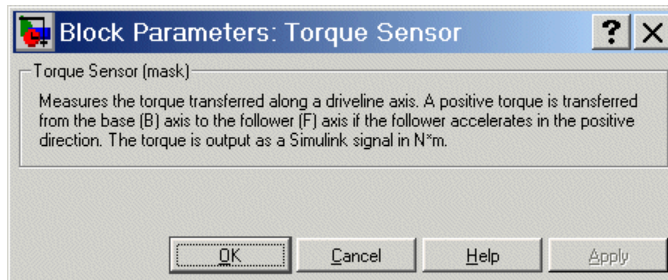 Block Parameters: Torque Sensor
Torque Sensor (mask)
Measures the torque transferred along a driveline axis. A positive torque is transferred
from the base (B) axis to the follower (F) axis if the follower accelerates in the positive
direction. The torque is output as a Simulink signal in N*m.
OK Cancel Help Apply